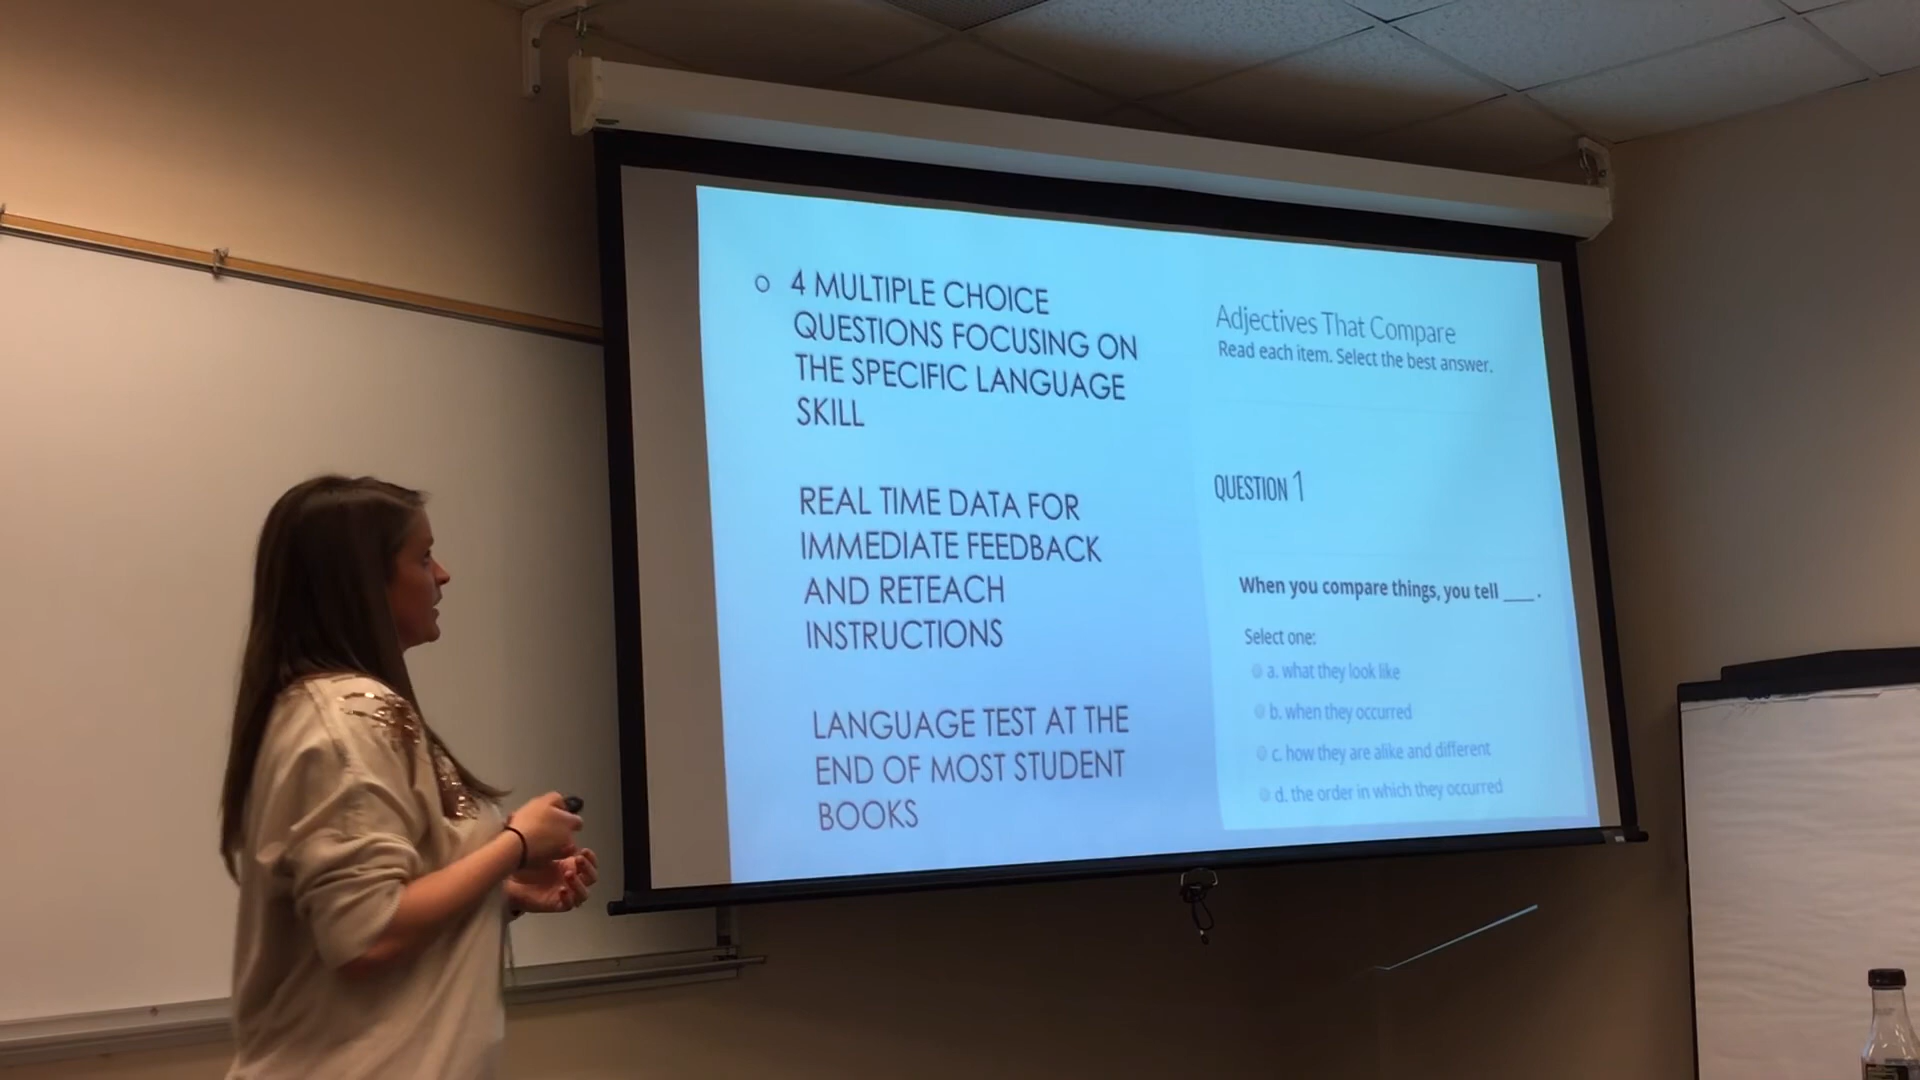 o 4 MULTIPLE CHOICE
QUESTIONS FOCUSING ON
THE SPECIFIC LANGUAGE
SKILL
REAL TIME DATA FOR
IMMEDIATE FEEDBACK
AND RETEACH
INSTRUCTIONS
LANGUAGE TEST AT THE
END OF MOST STUDENT
BOOKS
Adjectives That Compare
Read each item. Select the best answer.
QUESTION 1
When you compare things, you tell ____.
Select one:
a. what they look like
b. when they occurred
c. how they are alike and different
d. the order in which they occurred